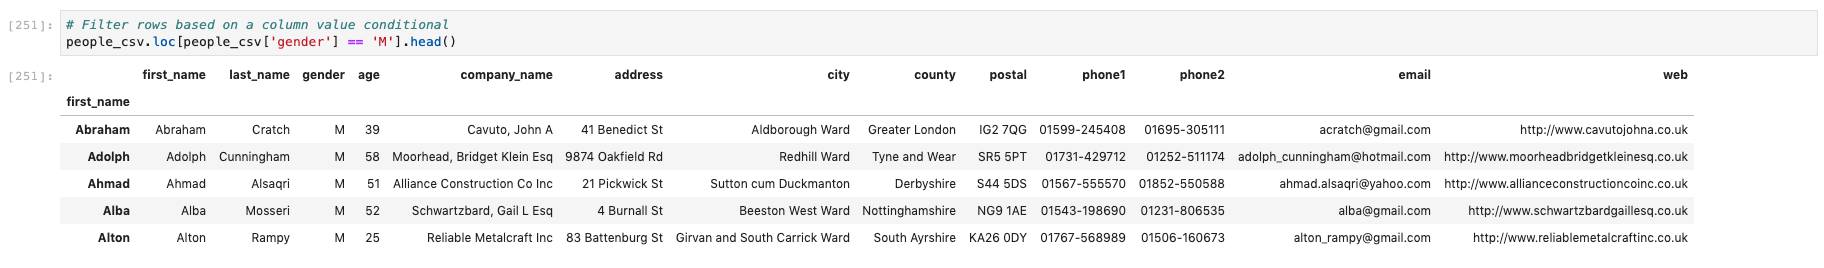 [251]: # Filter rows based on a column value conditional
people_csv.loc[people_csv['gender'] == 'M'].head()
[251]: first_name last_name gender age company_name address city county postal phone1 phone2 email web
first_name
Abraham Abraham Cratch M 39 Cavuto, John A 41 Benedict St Aldborough Ward Greater London IG2 7QG 01599-245408 01695-305111 acratch@gmail.com http://www.cavutojohna.co.uk
Adolph Adolph Cunningham M 58 Moorhead, Bridget Klein Esq 9874 Oakfield Rd Redhill Ward Tyne and Wear SR5 5PT 01731-429712 01252-511174 adolph_cunningham@hotmail.com http://www.moorheadbridgetkleinesq.co.uk
Ahmad Ahmad Alsaqri M 51 Alliance Construction Co Inc 21 Pickwick St Sutton cum Duckmanton Derbyshire S44 5DS 01567-555570 01852-550588 ahmad.alsaqri@yahoo.com http://www.allianceconstructioncoinc.co.uk
Alba Alba Mosseri M 52 Schwartzbard, Gail L Esq 4 Burnall St Beeston West Ward Nottinghamshire NG9 1AE 01543-198690 01231-806535 alba@gmail.com http://www.schwartzbardgaillesq.co.uk
Alton Alton Rampy M 25 Reliable Metalcraft Inc 83 Battenburg St Girvan and South Carrick Ward South Ayrshire KA26 0DY 01767-568989 01506-160673 alton_rampy@gmail.com http://www.reliablemetalcraftinc.co.uk